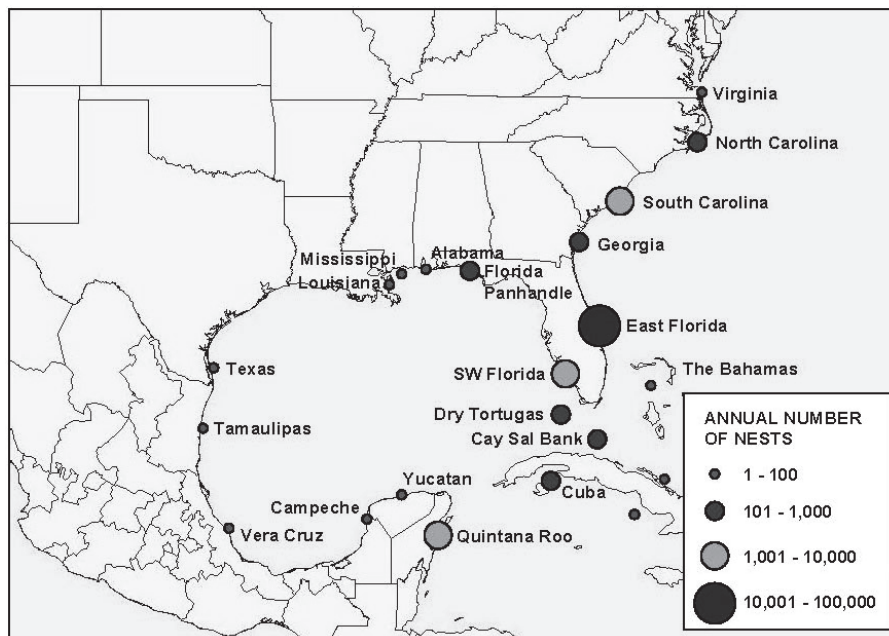 Virginia
North Carolina
South Carolina
Georgia
Alabama
Mississippi
Louisiana
Florida
Panhandle
East Florida
Texas
SW Florida
The Bahamas
Tamaulipas
Dry Tortugas
Cay Sal Bank
Yucatan
Cuba
Campeche
Vera Cruz
Quintana Roo
ANNUAL NUMBER
OF NESTS
1 - 100
101 - 1,000
1,001 - 10,000
10,001 - 100,000